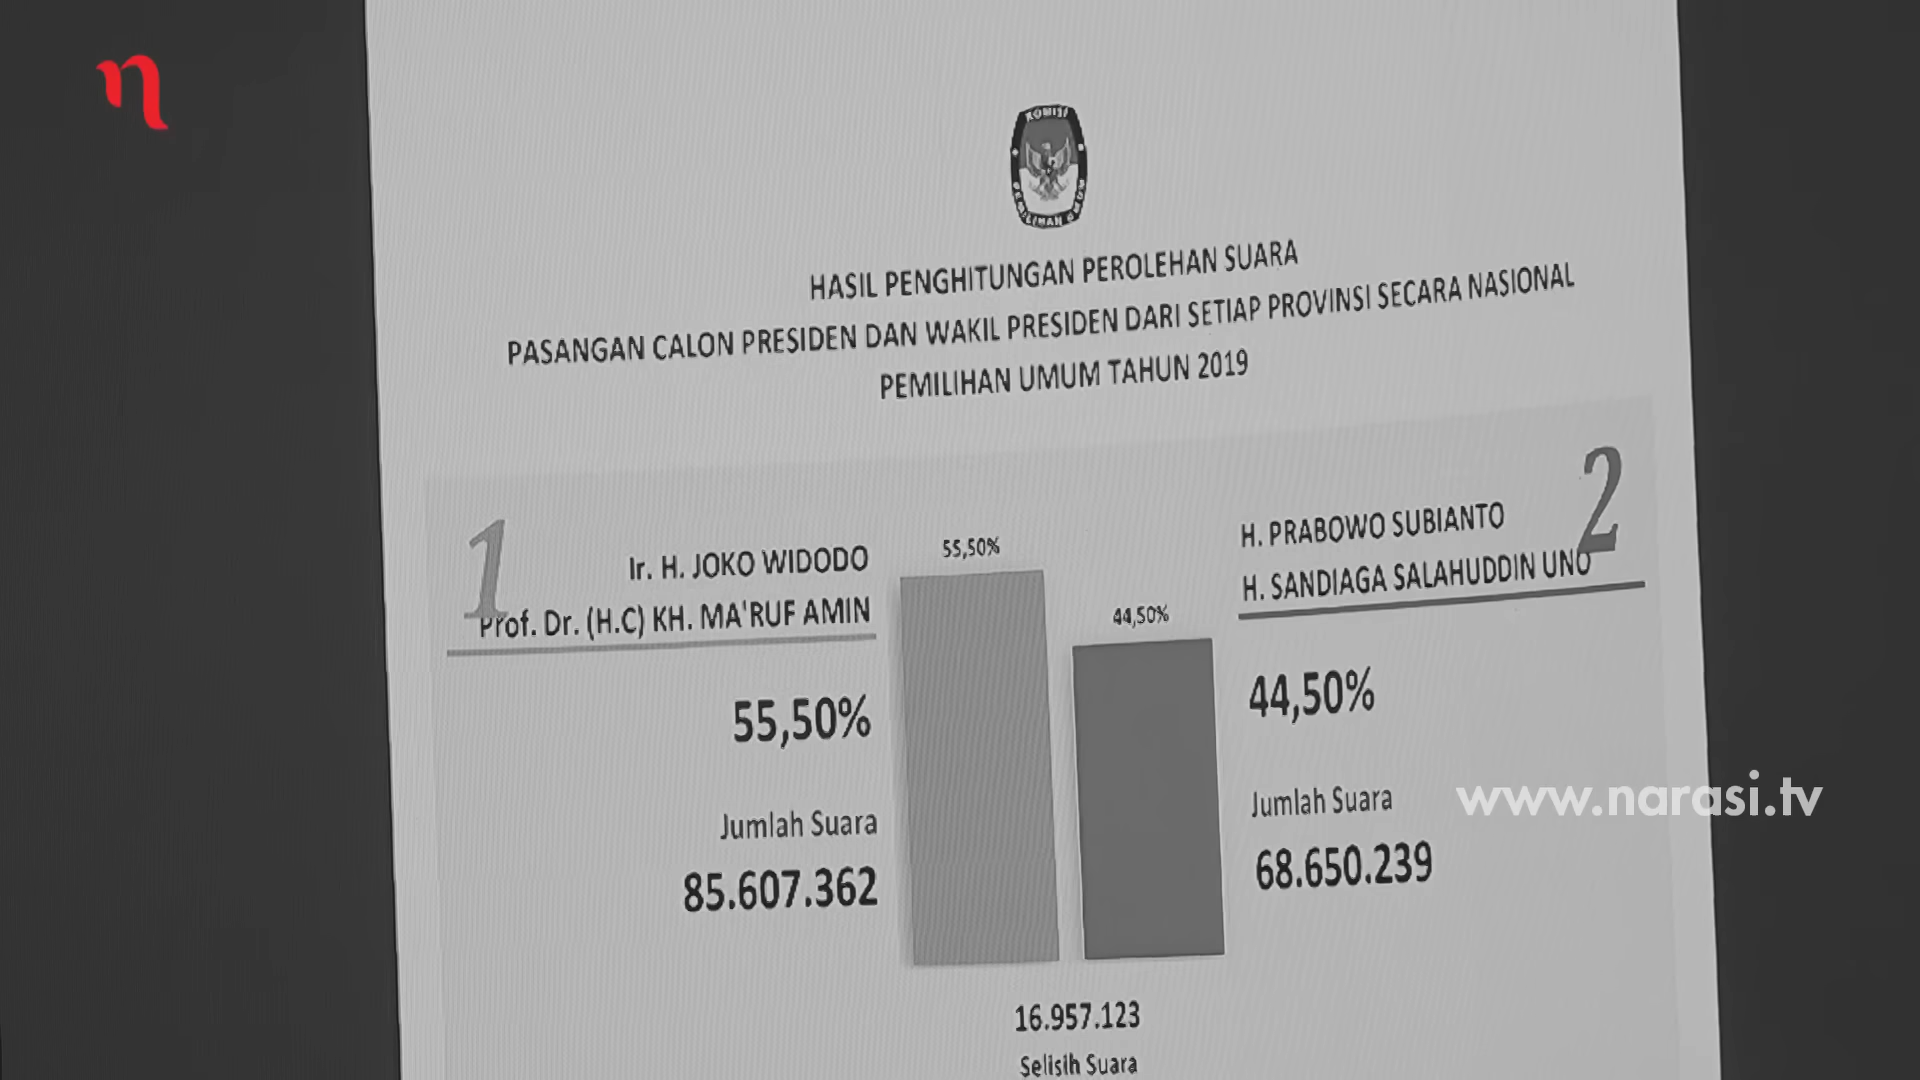 η
KOMISI
PEMILIHAN UMUM
HASIL PENGHITUNGAN PEROLEHAN SUARA
PASANGAN CALON PRESIDEN DAN WAKIL PRESIDEN DARI SETIAP PROVINSI SECARA NASIONAL
PEMILIHAN UMUM TAHUN 2019
1
Ir. H. JOKO WIDODO
Prof. Dr. (H.C) KH. MA'RUF AMIN
55,50%
Jumlah Suara
85.607.362
55,50%
44,50%
2
H. PRABOWO SUBIANTO
H. SANDIAGA SALAHUDDIN UNO
44,50%
Jumlah Suara
68.650.239
16.957.123
Selisih Suara
www.narasi.tv